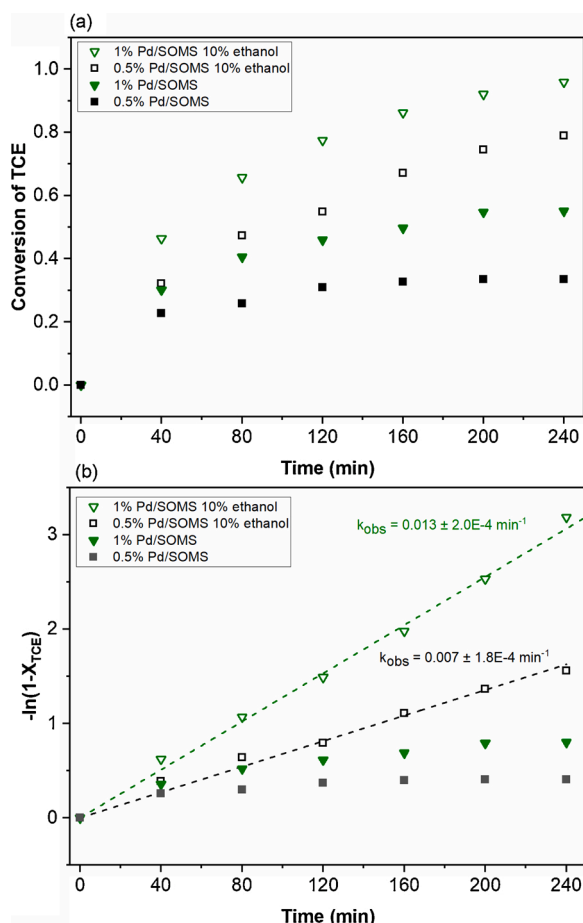 (a)
1% Pd/SOMS 10% ethanol
0.5% Pd/SOMS 10% ethanol
1% Pd/SOMS
0.5% Pd/SOMS
1.0
0.8
0.6
0.4
0.2
0.0
Conversion of TCE
0 40 80 120 160 200 240
Time (min)
(b)
1% Pd/SOMS 10% ethanol
0.5% Pd/SOMS 10% ethanol
1% Pd/SOMS
0.5% Pd/SOMS
kobs = 0.013 ± 2.0E-4 min-1
kobs = 0.007 ± 1.8E-4 min-1
3
2
1
0
-ln(1-XTCE)
0 40 80 120 160 200 240
Time (min)